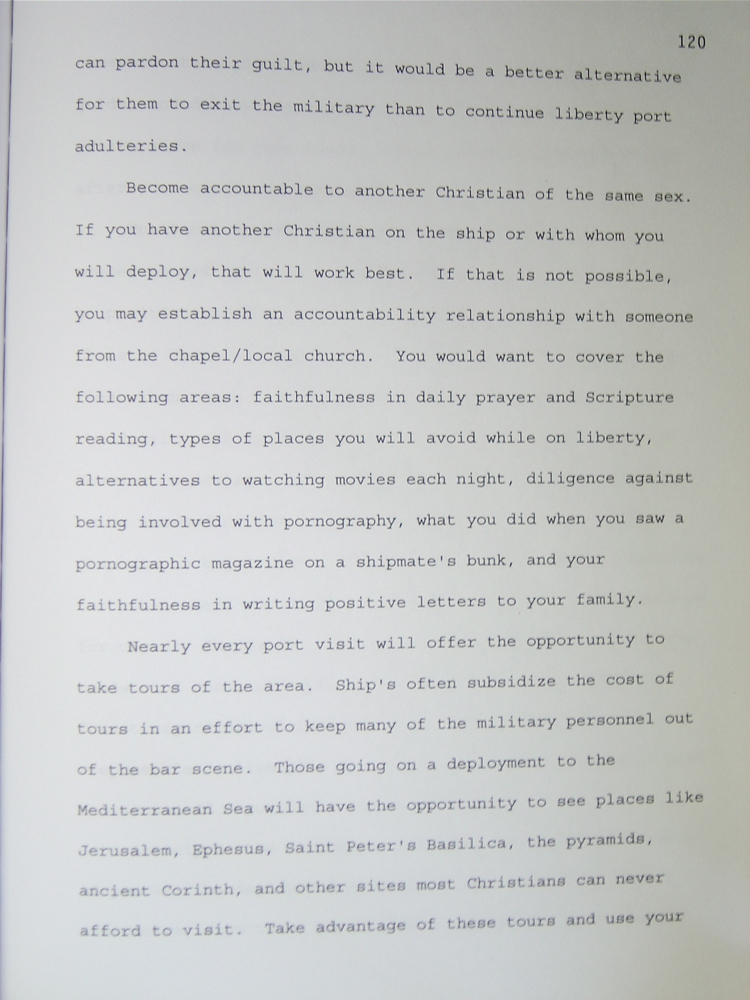 120
can pardon their guilt, but it would be a better alternative
for them to exit the military than to continue liberty port
adulteries.
Become accountable to another Christian of the same sex.
If you have another Christian on the ship or with whom you
will deploy, that will work best. If that is not possible,
you may establish an accountability relationship with someone
from the chapel/local church. You would want to cover the
following areas: faithfulness in daily prayer and Scripture
reading, types of places you will avoid while on liberty,
alternatives to watching movies each night, diligence against
being involved with pornography, what you did when you saw a
pornographic magazine on a shipmate's bunk, and your
faithfulness in writing positive letters to your family.
Nearly every port visit will offer the opportunity to
take tours of the area. Ship's often subsidize the cost of
tours in an effort to keep many of the military personnel out
of the bar scene. Those going on a deployment to the
Mediterranean Sea will have the opportunity to see places like
Jerusalem, Ephesus, Saint Peter's Basilica, the pyramids,
ancient Corinth, and other sites most Christians can never
afford to visit. Take advantage of these tours and use your